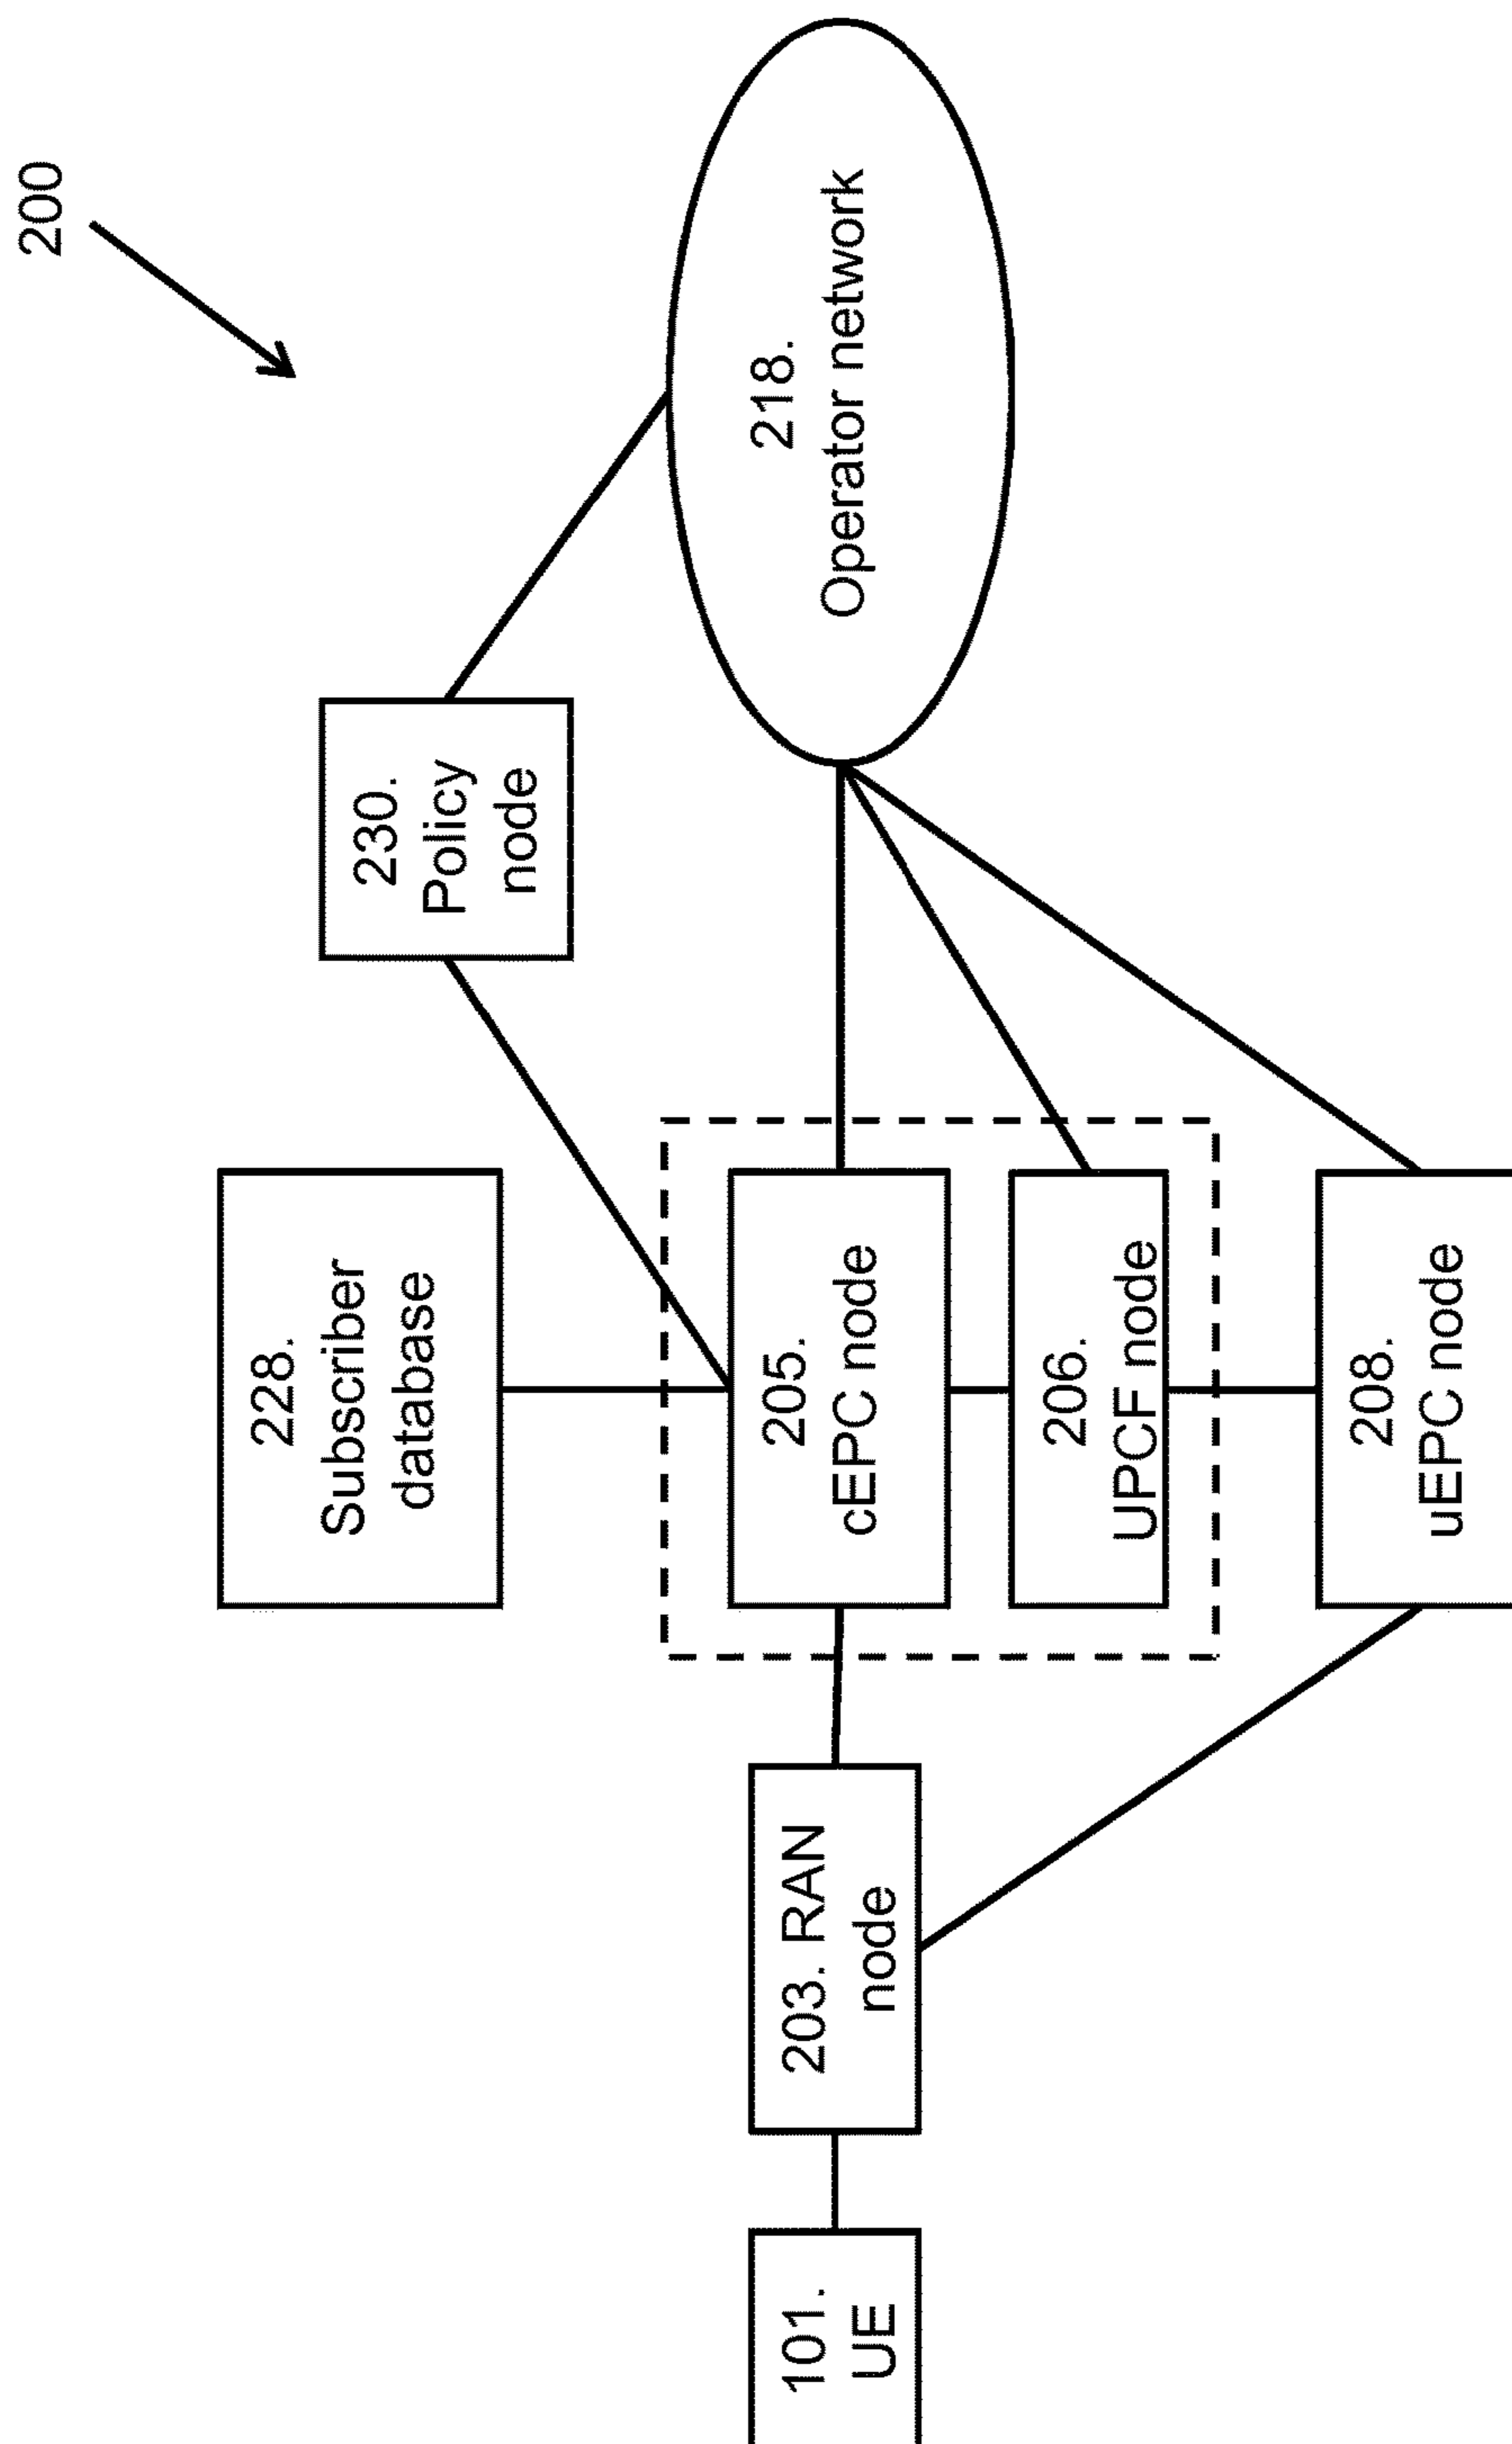 200
228.
Subscriber
database
230.
Policy
node
101.
UE
203. RAN
node
205.
cEPC node
218.
Operator network
206.
UPCF node
208.
uEPC node